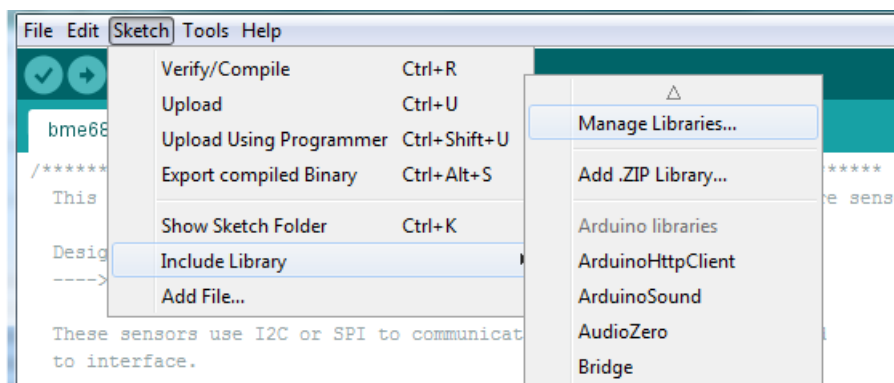 File Edit Sketch Tools Help
Verify/Compile Ctrl+R
Upload Ctrl+U
Upload Using Programmer Ctrl+Shift+U
Export compiled Binary Ctrl+Alt+S
Show Sketch Folder Ctrl+K
Include Library
Add File...
Manage Libraries...
Add .ZIP Library...
Arduino libraries
ArduinoHttpClient
ArduinoSound
AudioZero
Bridge
bme68
/****** ******
This
Desig
---->
These sensors use I2C or SPI to communicat
to interface.